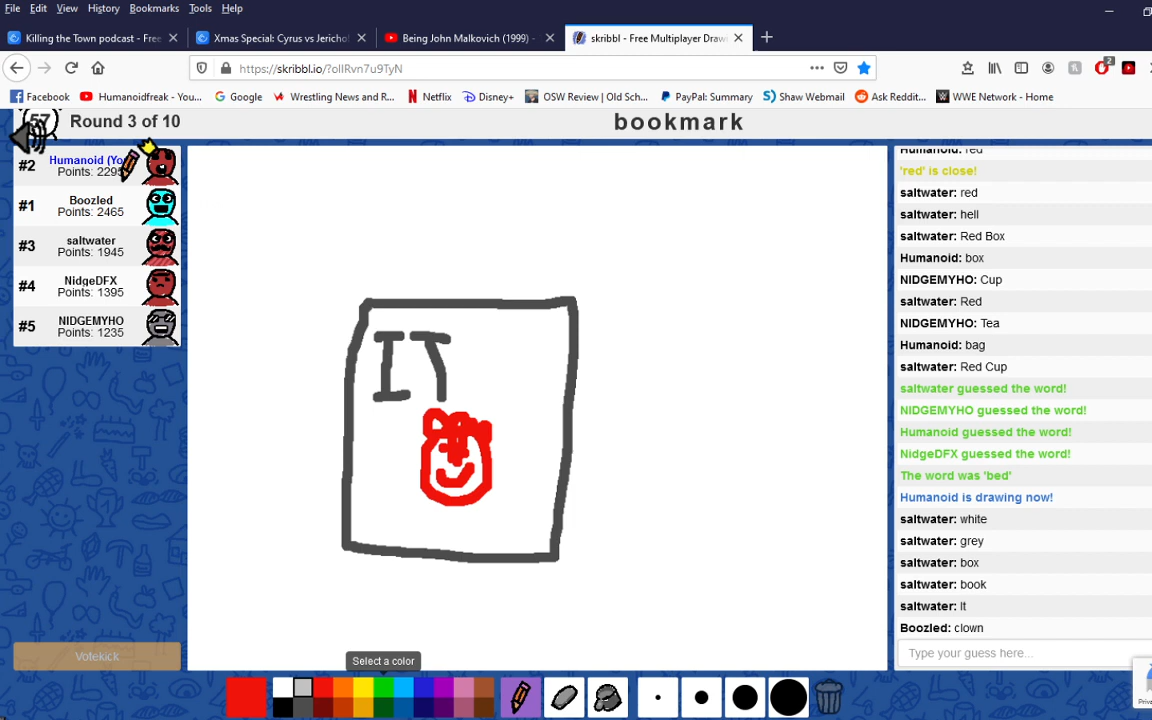 File Edit View History Bookmarks Tools Help
Killing the Town podcast - Free
Xmas Special: Cyrus vs Jericho!
Being John Malkovich (1999) -
skribbl - Free Multiplayer Draw
https://skribbl.io/?olIRvn7u9TyN
2
Facebook
Humanoidfreak - You...
Google
Wrestling News and R...
Netflix
Disney+
OSW Review | Old Sch...
PayPal: Summary
Shaw Webmail
Ask Reddit...
WWE Network - Home
57
Round 3 of 10
bookmark
#2
Humanoid (You
Points: 2295
#1
Boozled
Points: 2465
#3
saltwater
Points: 1945
#4
NidgeDFX
Points: 1395
#5
NIDGEMYHO
Points: 1235
Votekick
IT
Select a color
Humanoid: red
'red' is close!
saltwater: red
saltwater: hell
saltwater: Red Box
Humanoid: box
NIDGEMYHO: Cup
saltwater: Red
NIDGEMYHO: Tea
Humanoid: bag
saltwater: Red Cup
saltwater guessed the word!
NIDGEMYHO guessed the word!
Humanoid guessed the word!
NidgeDFX guessed the word!
The word was 'bed'
Humanoid is drawing now!
saltwater: white
saltwater: grey
saltwater: box
saltwater: book
saltwater: It
Boozled: clown
Type your guess here...
Priva